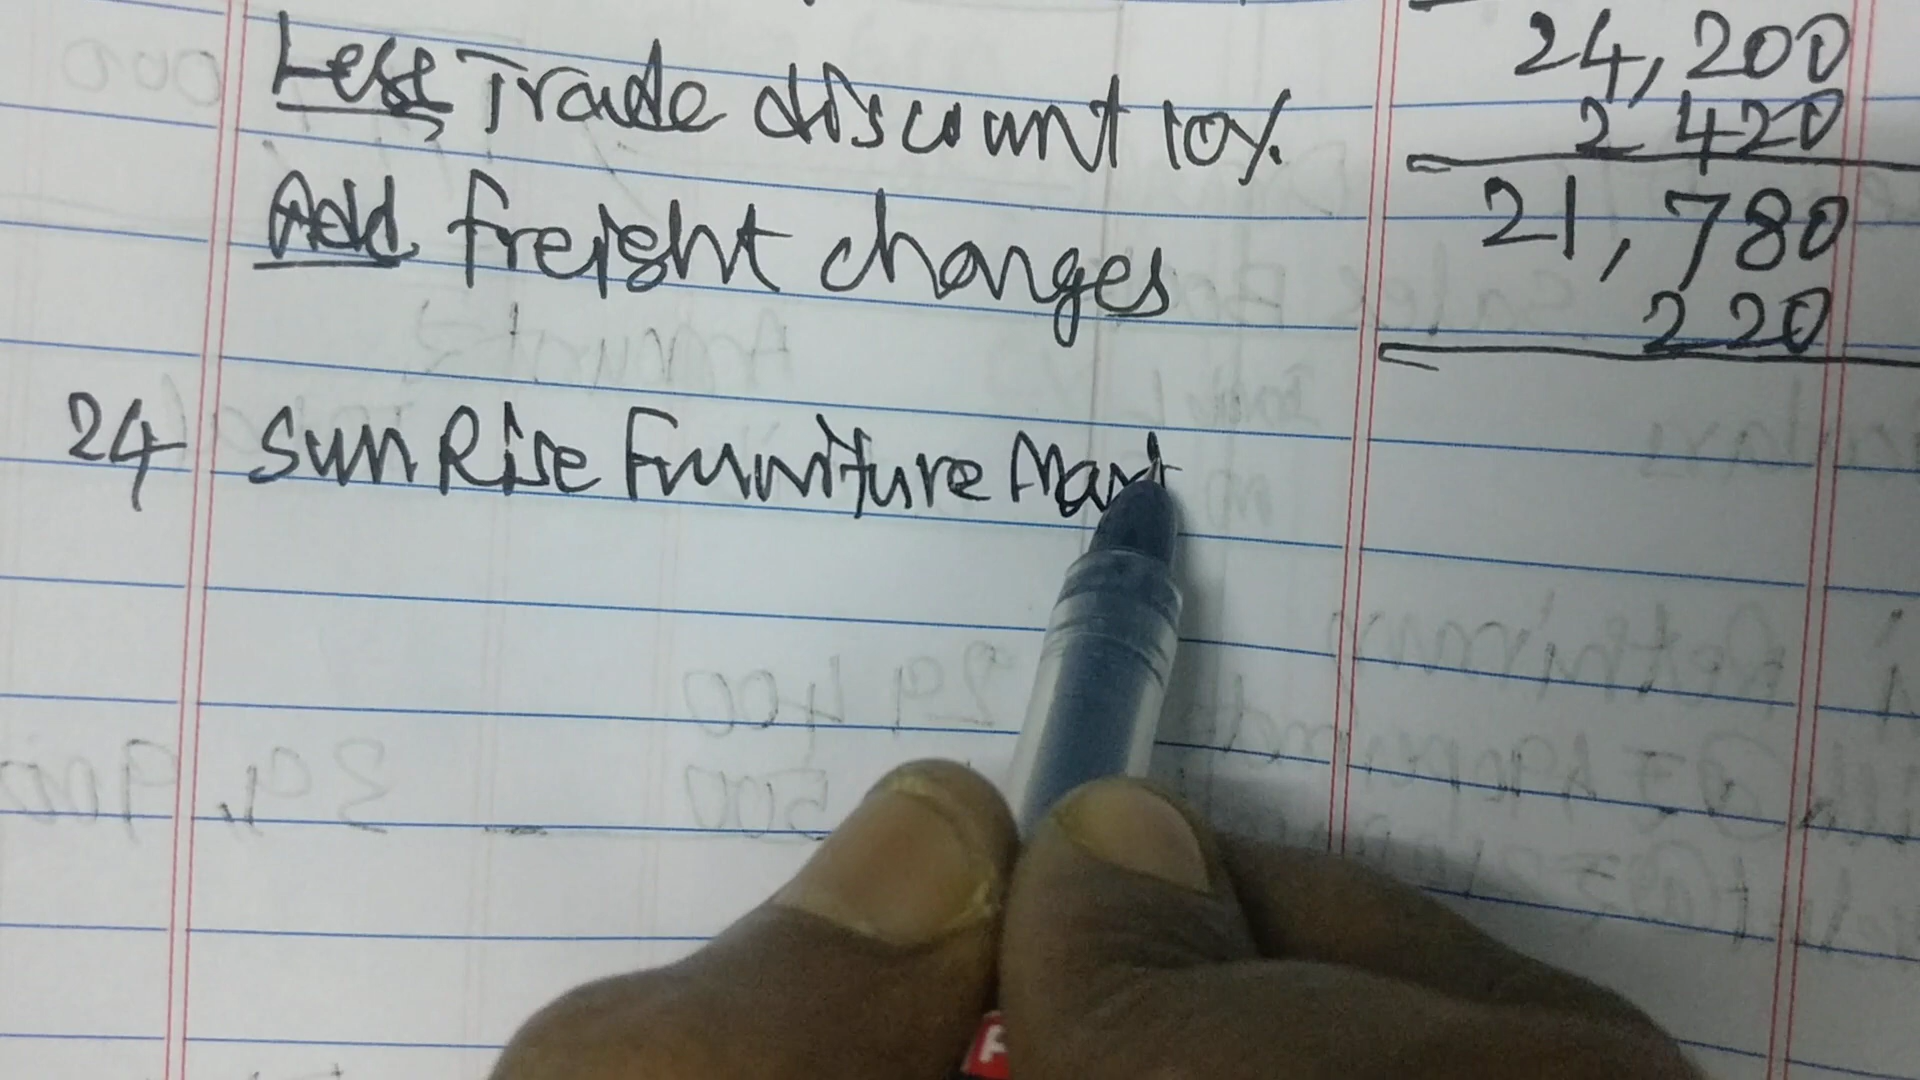 24,200
Less Trade discount 10%. 2 420
21,780
Add freight charges 220
24 Sun Rise Furniture Mart